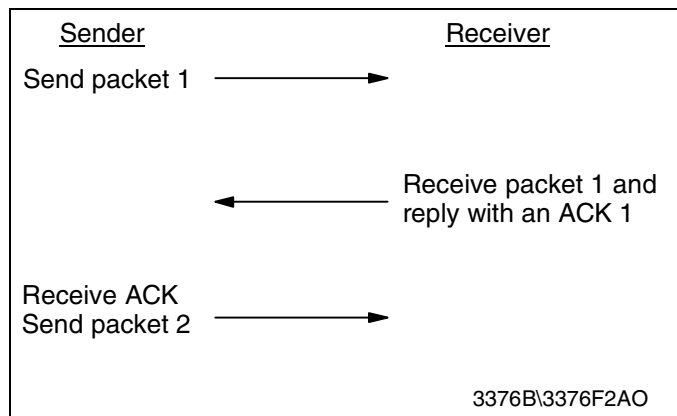 Sender
Receiver
Send packet 1
Receive packet 1 and
reply with an ACK 1
Receive ACK
Send packet 2
3376B\3376F2AO